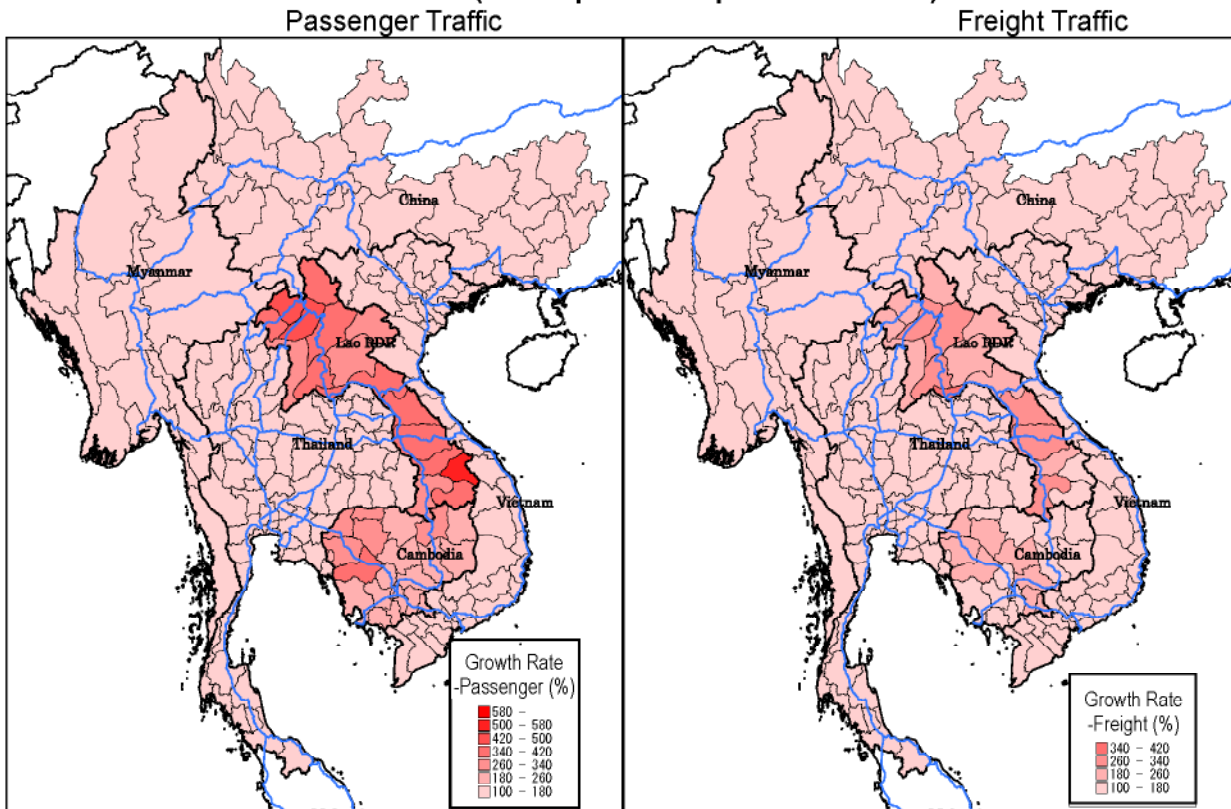 Passenger Traffic
Freight Traffic
China
Myanmar
Lao PDR
Thailand
Vietnam
Cambodia
Growth Rate
-Passenger (%)
580 -
500 - 580
420 - 500
340 - 420
260 - 340
180 - 260
100 - 180
China
Myanmar
Lao PDR
Thailand
Vietnam
Cambodia
Growth Rate
-Freight (%)
340 - 420
260 - 340
180 - 260
100 - 180